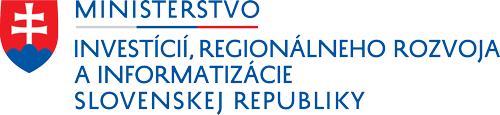 MINISTERSTVO
INVESTÍCIÍ, REGIONÁLNEHO ROZVOJA
A INFORMATIZÁCIE
SLOVENSKEJ REPUBLIKY